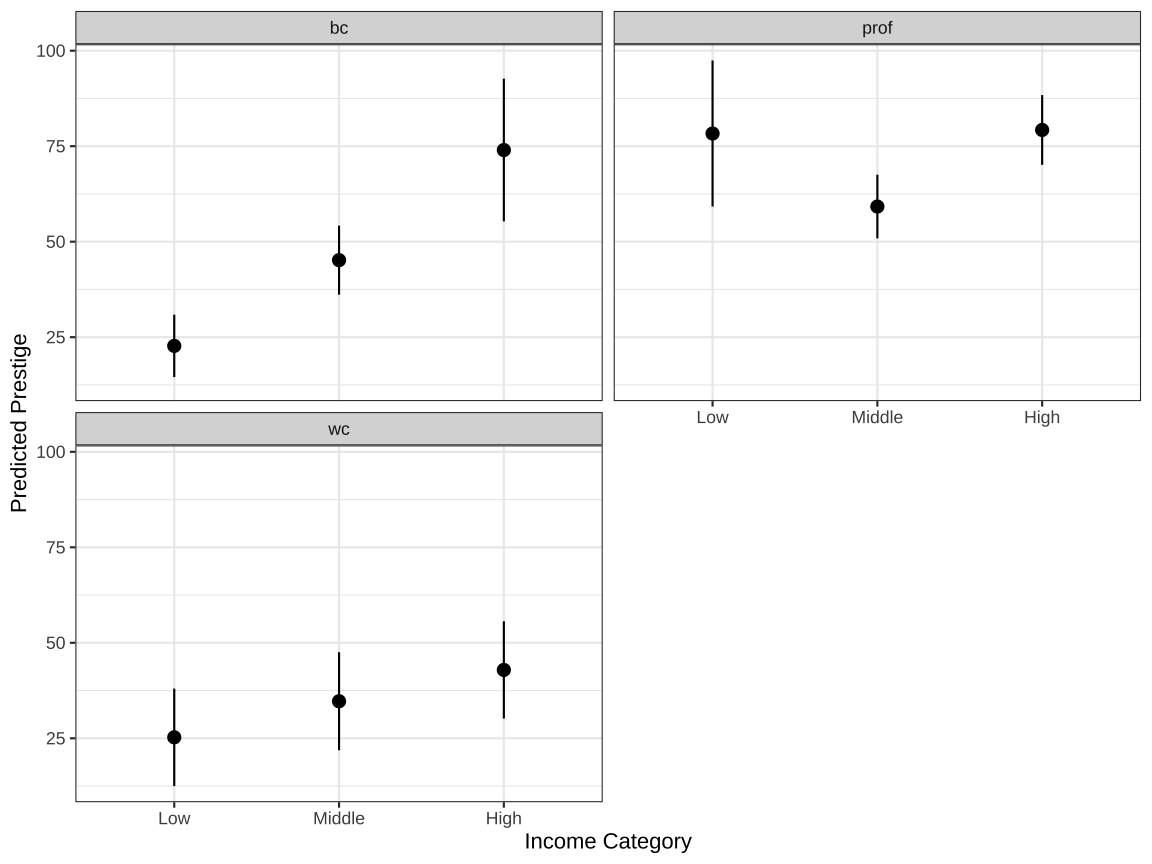 bc
prof
100
75
50
25
Low
Middle
High
wc
100
75
50
25
Low
Middle
High
Predicted Prestige
Income Category